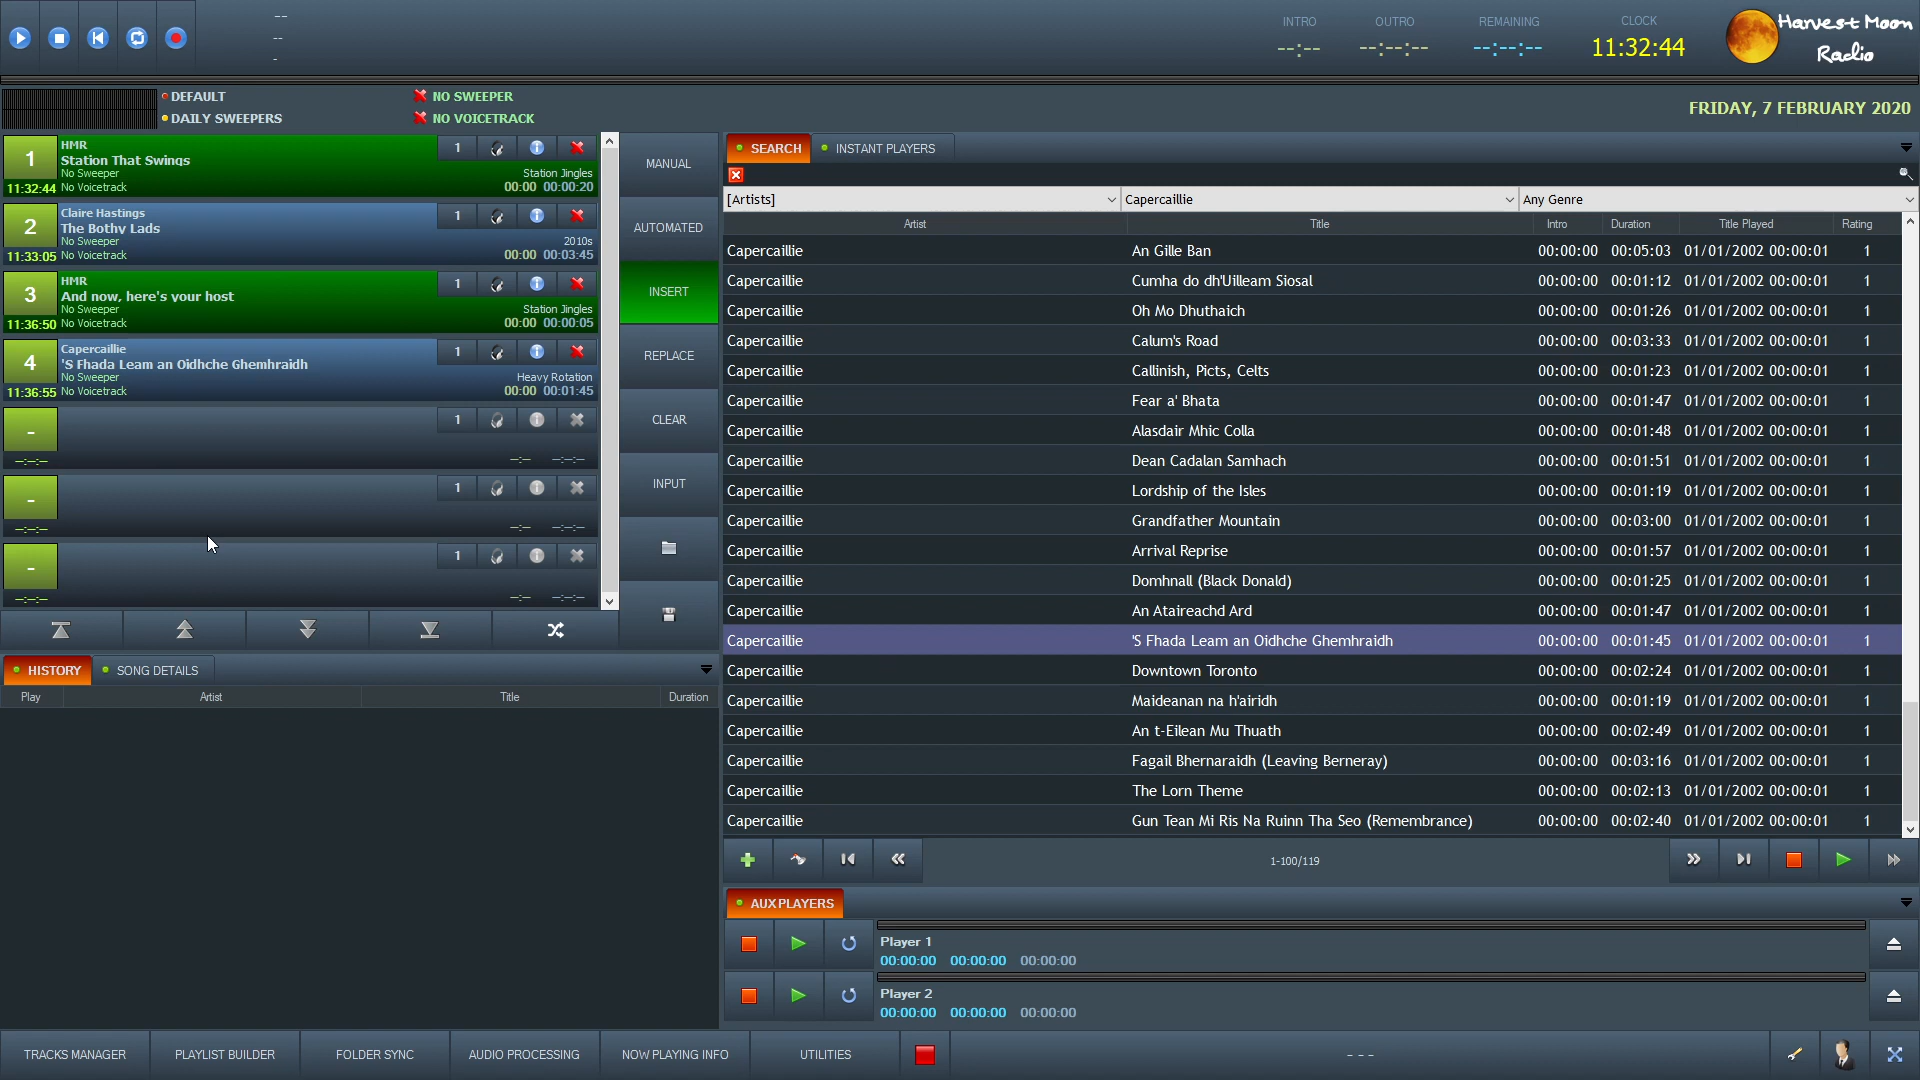 --
--
-
INTRO
--:--
OUTRO
--:--:--
REMAINING
--:--:--
CLOCK
11:32:44
Harvest Moon
Radio
DEFAULT
DAILY SWEEPERS
NO SWEEPER
NO VOICETRACK
FRIDAY, 7 FEBRUARY 2020
1
HMR
Station That Swings
No Sweeper
No Voicetrack
11:32:44
1
Station Jingles
00:00 00:00:20
2
Claire Hastings
The Bothy Lads
No Sweeper
No Voicetrack
11:33:05
1
2010s
00:00 00:03:45
3
HMR
And now, here's your host
No Sweeper
No Voicetrack
11:36:50
1
Station Jingles
00:00 00:00:05
4
Capercaillie
'S Fhada Leam an Oidhche Ghemhraidh
No Sweeper
No Voicetrack
11:36:55
1
Heavy Rotation
00:00 00:01:45
-
--:--:--
1
--:-- --:--:--
-
--:--:--
1
--:-- --:--:--
-
--:--:--
1
--:-- --:--:--
MANUAL
AUTOMATED
INSERT
REPLACE
CLEAR
INPUT
HISTORY
SONG DETAILS
Play Artist Title Duration
SEARCH
INSTANT PLAYERS
[Artists]
Capercaillie
Any Genre
Artist Title Intro Duration Title Played Rating
Capercaillie An Gille Ban 00:00:00 00:05:03 01/01/2002 00:00:01 1
Capercaillie Cumha do dh'Uilleam Siosal 00:00:00 00:01:12 01/01/2002 00:00:01 1
Capercaillie Oh Mo Dhuthaich 00:00:00 00:01:26 01/01/2002 00:00:01 1
Capercaillie Calum's Road 00:00:00 00:03:33 01/01/2002 00:00:01 1
Capercaillie Callinish, Picts, Celts 00:00:00 00:01:23 01/01/2002 00:00:01 1
Capercaillie Fear a' Bhata 00:00:00 00:01:47 01/01/2002 00:00:01 1
Capercaillie Alasdair Mhic Colla 00:00:00 00:01:48 01/01/2002 00:00:01 1
Capercaillie Dean Cadalan Samhach 00:00:00 00:01:51 01/01/2002 00:00:01 1
Capercaillie Lordship of the Isles 00:00:00 00:01:19 01/01/2002 00:00:01 1
Capercaillie Grandfather Mountain 00:00:00 00:03:00 01/01/2002 00:00:01 1
Capercaillie Arrival Reprise 00:00:00 00:01:57 01/01/2002 00:00:01 1
Capercaillie Domhnall (Black Donald) 00:00:00 00:01:25 01/01/2002 00:00:01 1
Capercaillie An Ataireachd Ard 00:00:00 00:01:47 01/01/2002 00:00:01 1
Capercaillie 'S Fhada Leam an Oidhche Ghemhraidh 00:00:00 00:01:45 01/01/2002 00:00:01 1
Capercaillie Downtown Toronto 00:00:00 00:02:24 01/01/2002 00:00:01 1
Capercaillie Maideanan na h'airidh 00:00:00 00:01:19 01/01/2002 00:00:01 1
Capercaillie An t-Eilean Mu Thuath 00:00:00 00:02:49 01/01/2002 00:00:01 1
Capercaillie Fagail Bhernaraidh (Leaving Berneray) 00:00:00 00:03:16 01/01/2002 00:00:01 1
Capercaillie The Lorn Theme 00:00:00 00:02:13 01/01/2002 00:00:01 1
Capercaillie Gun Tean Mi Ris Na Ruinn Tha Seo (Remembrance) 00:00:00 00:02:40 01/01/2002 00:00:01 1
1-100/119
AUX PLAYERS
Player 1
00:00:00 00:00:00 00:00:00
Player 2
00:00:00 00:00:00 00:00:00
TRACKS MANAGER
PLAYLIST BUILDER
FOLDER SYNC
AUDIO PROCESSING
NOW PLAYING INFO
UTILITIES
- - -